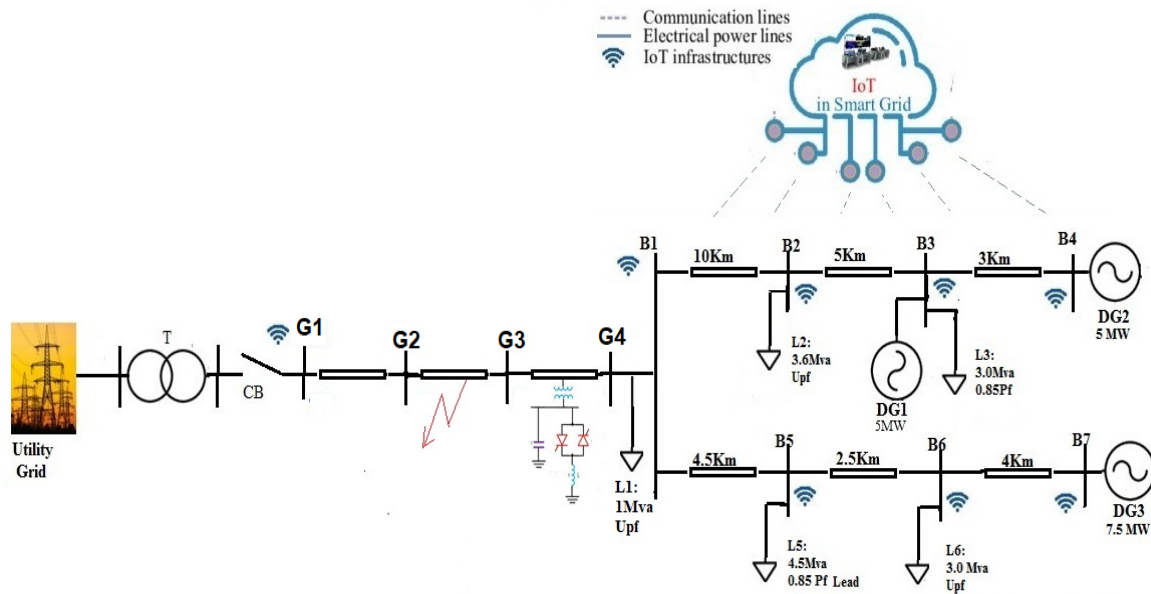 Communication lines
Electrical power lines
IoT infrastructures
IoT
in Smart Grid
B1
10Km
B2
5Km
B3
3Km
B4
DG2
5 MW
L2:
3.6Mva
Upf
DG1
5MW
L3:
3.0Mva
0.85Pf
T
CB
G1
G2
G3
G4
Utility
Grid
L1:
1Mva
Upf
4.5Km
B5
2.5Km
B6
4Km
B7
DG3
7.5 MW
L5:
4.5Mva
0.85 Pf Lead
L6:
3.0 Mva
Upf